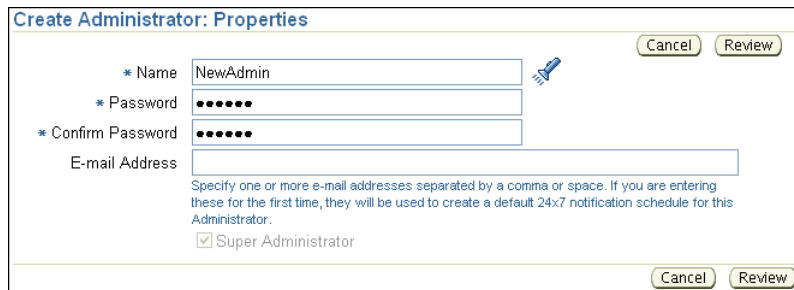 Create Administrator: Properties
Cancel Review
* Name NewAdmin
* Password ●●●●●●
* Confirm Password ●●●●●●
E-mail Address
Specify one or more e-mail addresses separated by a comma or space. If you are entering
these for the first time, they will be used to create a default 24x7 notification schedule for this
Administrator.
Super Administrator
Cancel Review